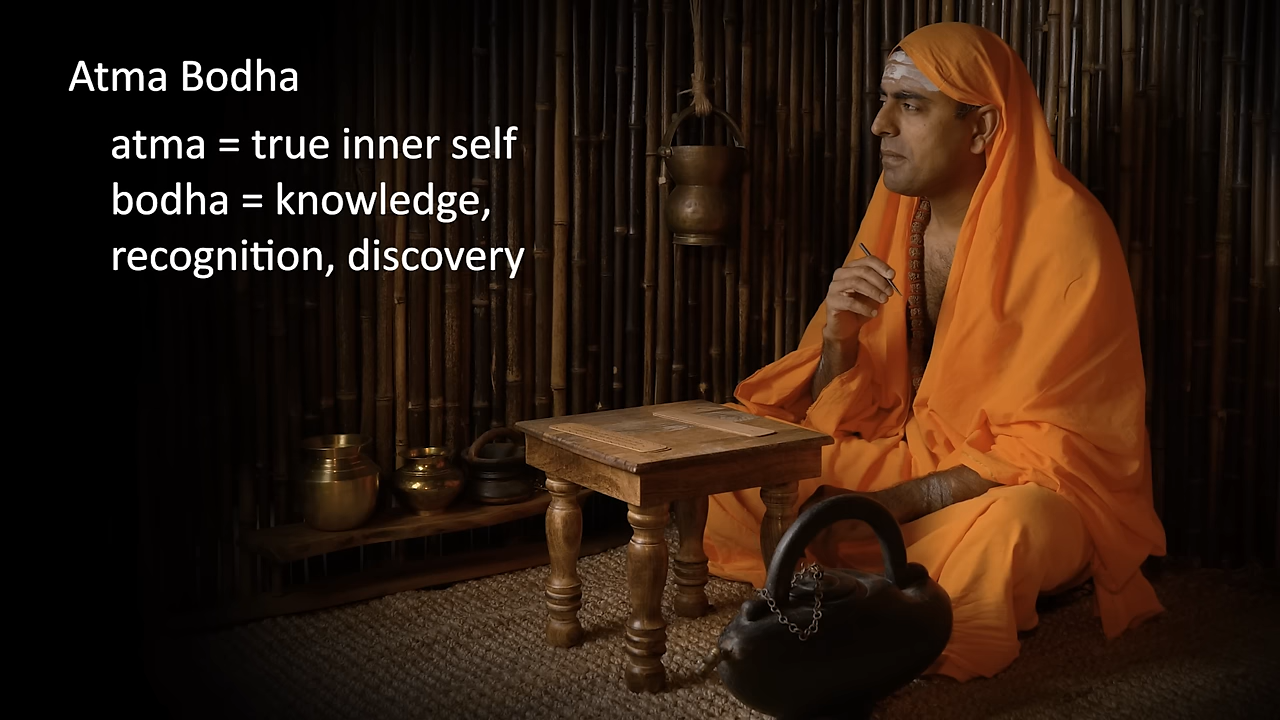 Atma Bodha
atma = true inner self
bodha = knowledge,
recognition, discovery